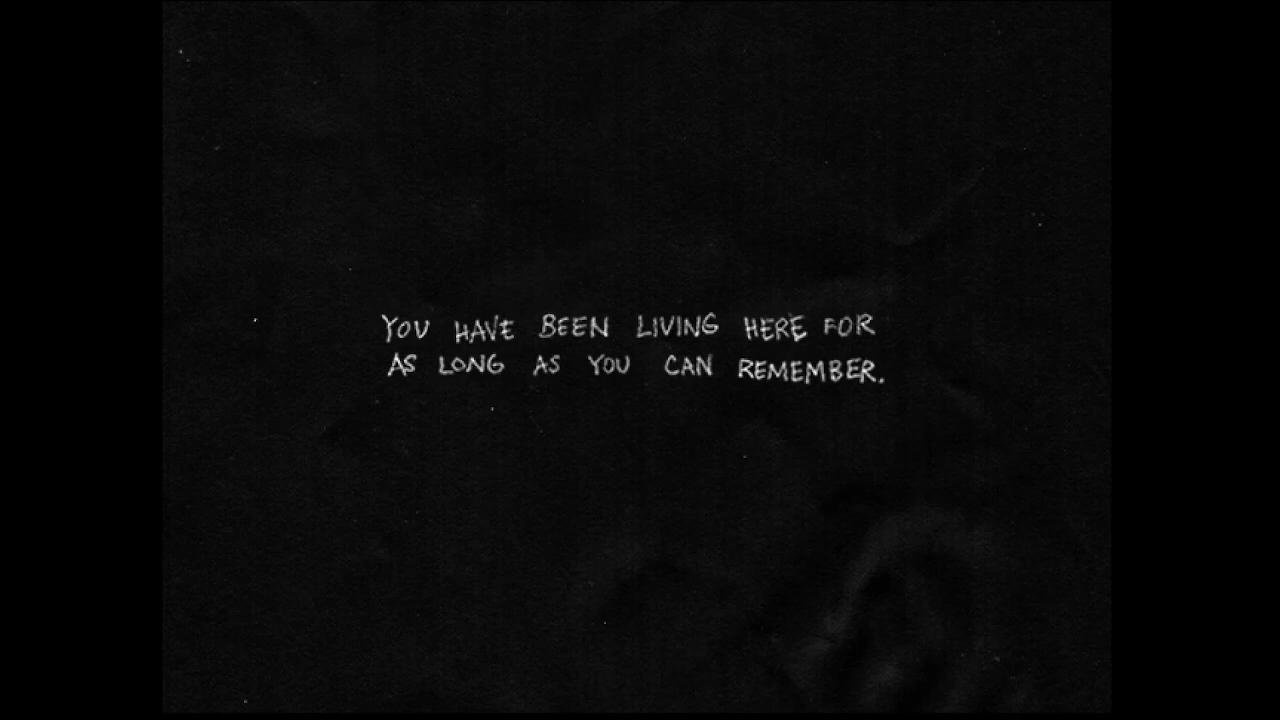 YOU HAVE BEEN LIVING HERE FOR
AS LONG AS YOU CAN REMEMBER.